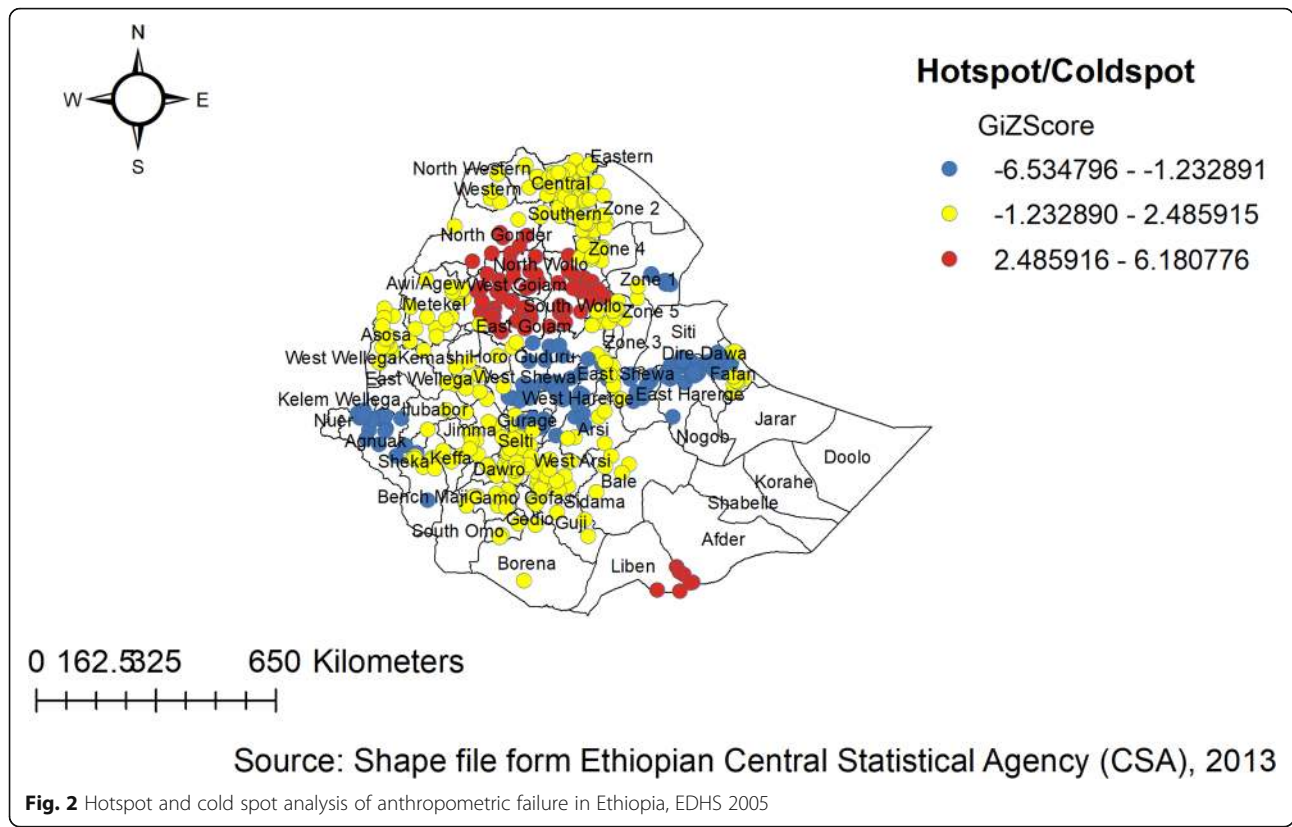 N
W E
S
Hotspot/Coldspot
GiZScore
-6.534796 - -1.232891
-1.232890 - 2.485915
2.485916 - 6.180776
Eastern
North Western
Western
Central
Southern
Zone 2
North Gonder
Zone 4
North Wollo
Zone 1
Awi/Agew
West Gojam
Metekel
South Wollo
Zone 5
East Gojam
Siti
Asosa
Zone 3
Dire Dawa
West Wellega
Kemashi
Horo Guduru
East Wellega
West Shewa
East Shewa
Fafan
Kelem Wellega
West Harerge
East Harerge
Ilubabor
Nuer
Gurage
Arsi
Jarar
Jimma
Nogob
Agnuak
Selti
Doolo
Sheka
Keffa
Dawro
West Arsi
Bale
Korahe
Bench Maji
Gamo Gofa
Sidama
Shabelle
Gedio
Guji
South Omo
Afder
Borena
Liben
0 162.5325 650 Kilometers
Source: Shape file form Ethiopian Central Statistical Agency (CSA), 2013
Fig. 2 Hotspot and cold spot analysis of anthropometric failure in Ethiopia, EDHS 2005